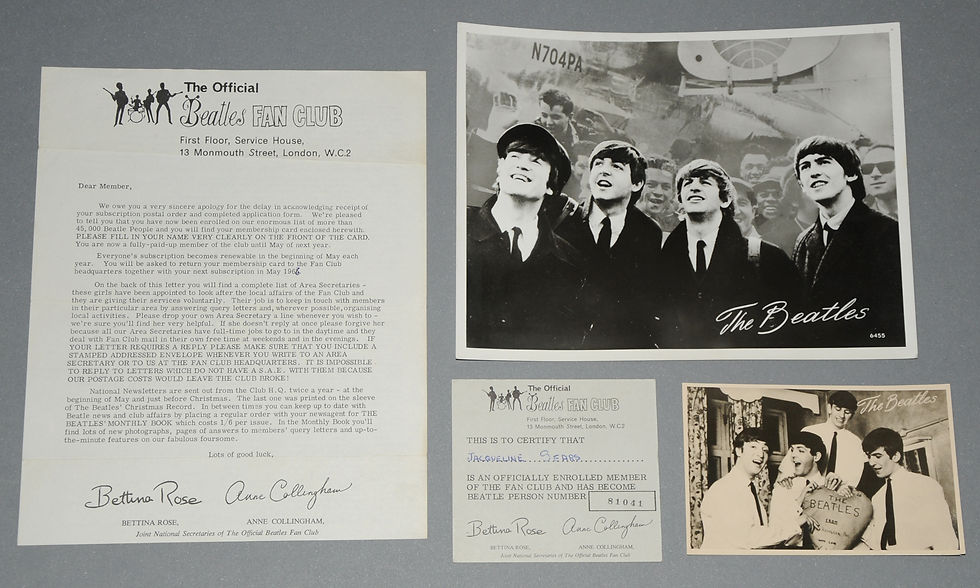 The Official
Beatles FAN CLUB
First Floor, Service House,
13 Monmouth Street, London, W.C.2
Dear Member,
We owe you a very sincere apology for the delay in acknowledging receipt of
your subscription postal order and completed application form. We're pleased
to tell you that you have now been enrolled on our enormous list of more than
45,000 Beatle People and you will find your membership card enclosed herewith.
PLEASE FILL IN YOUR NAME VERY CLEARLY ON THE FRONT OF THE CARD.
You are now a fully-paid-up member of the club until May of next year.
Everyone's subscription becomes renewable in the beginning of May each
year. You will be asked to return your membership card to the Fan Club
headquarters together with your next subscription in May 1966
On the back of this letter you will find a complete list of Area Secretaries -
these girls have been appointed to look after the local affairs of the Fan Club and
they are giving their services voluntarily. Their job is to keep in touch with members
in their particular area by answering query letters and, wherever possible, organising
local activities. Please drop your own Area Secretary a line whenever you wish to -
we're sure you'll find her very helpful. If she doesn't reply at once please forgive her
because all our Area Secretaries have full-time jobs to go to in the daytime and they
deal with Fan Club mail in their own free time at weekends and in the evenings. IF
YOUR LETTER REQUIRES A REPLY PLEASE MAKE SURE THAT YOU INCLUDE A
STAMPED ADDRESSED ENVELOPE WHENEVER YOU WRITE TO AN AREA
SECRETARY OR TO US AT THE FAN CLUB HEADQUARTERS. IT IS IMPOSSIBLE
TO REPLY TO LETTERS WHICH DO NOT HAVE A S.A.E. WITH THEM BECAUSE
OUR POSTAGE COSTS WOULD LEAVE THE CLUB BROKE!
National Newsletters are sent out from the Club H.Q. twice a year - at the
beginning of May and just before Christmas. The last one was printed on the sleeve
of The Beatles' Christmas Record. In between times you can keep up to date with
Beatle news and club affairs by placing a regular order with your newsagent for THE
BEATLES' MONTHLY BOOK which costs 1/6 per issue. In the Monthly Book you'll
find lots of new photographs, pages of answers to members' query letters and up-to-
the-minute features on our fabulous foursome.
Lots of good luck,
Bettina Rose Anne Collingham
BETTINA ROSE, ANNE COLLINGHAM,
Joint National Secretaries of The Official Beatles Fan Club
N704PA
The Beatles
6455
The Official
Beatles FAN CLUB
First Floor, Service House,
13 Monmouth Street, London, W.C.2
THIS IS TO CERTIFY THAT
JACQUELINE SEARS
IS AN OFFICIALLY ENROLLED MEMBER
OF THE FAN CLUB AND HAS BECOME
BEATLE PERSON NUMBER 81041
Bettina Rose Anne Collingham
BETTINA ROSE, ANNE COLLINGHAM,
Joint National Secretaries of The Official Beatles Fan Club
The Beatles
THE
BEATLES